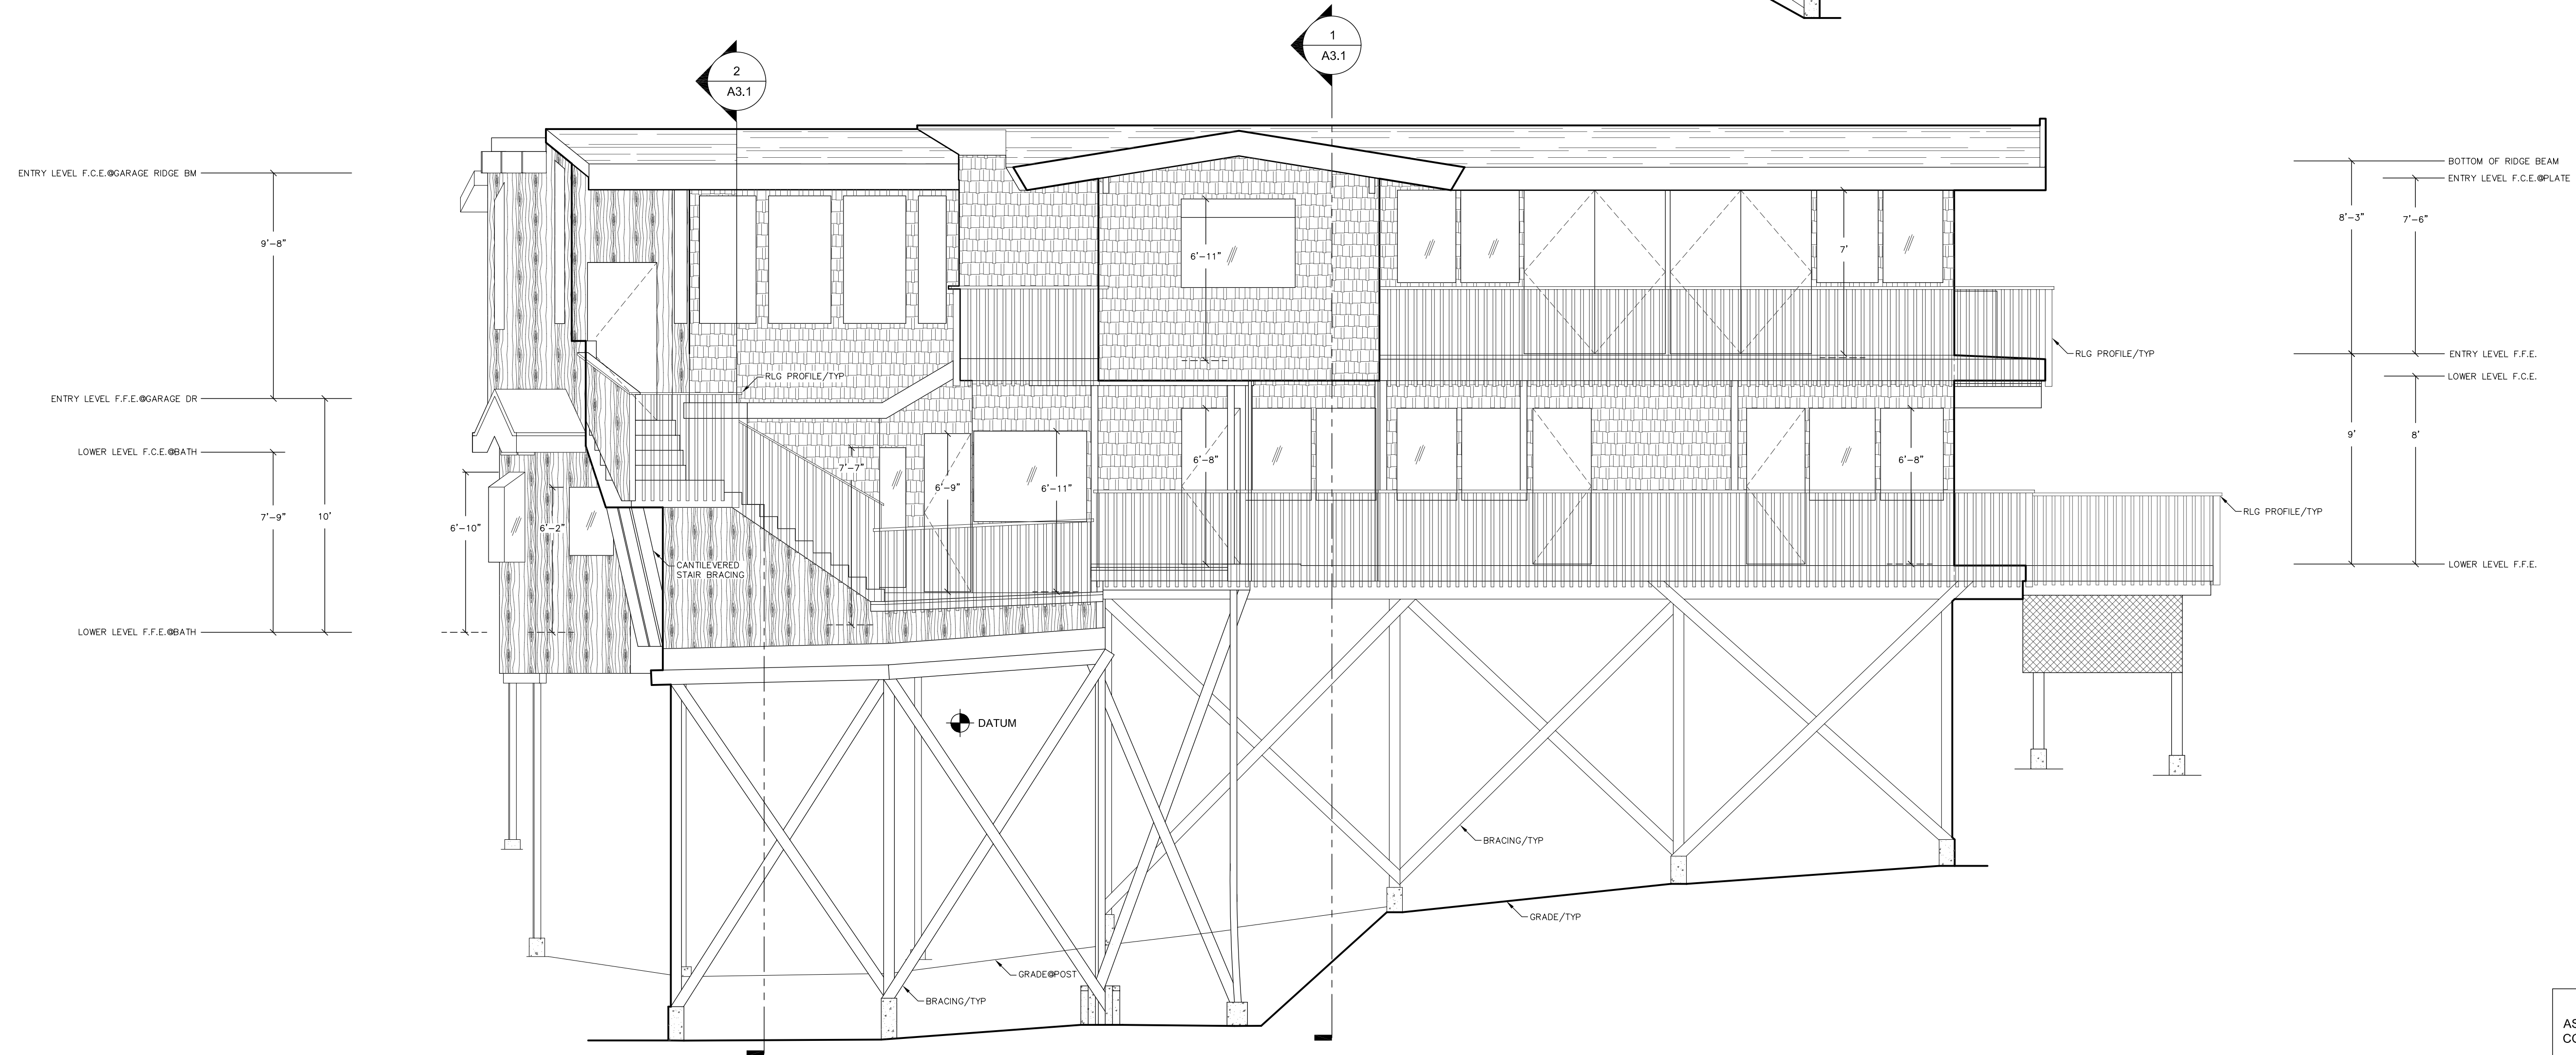 1
A3.1
2
A3.1
BOTTOM OF RIDGE BEAM
ENTRY LEVEL F.C.E.@GARAGE RIDGE BM
ENTRY LEVEL F.C.E.@PLATE
8'-3"
7'-6"
9'-8"
7'
6'-11"
RLG PROFILE/TYP
ENTRY LEVEL F.F.E.
RLG PROFILE/TYP
LOWER LEVEL F.C.E.
ENTRY LEVEL F.F.E.@GARAGE DR
9'
8'
LOWER LEVEL F.C.E.@BATH
7'-7"
6'-8"
6'-8"
6'-9"
6'-11"
RLG PROFILE/TYP
7'-9"
10'
6'-10"
6'-2"
CANTILEVERED
STAIR BRACING
LOWER LEVEL F.F.E.
LOWER LEVEL F.F.E.@BATH
DATUM
BRACING/TYP
GRADE/TYP
GRADE@POST
BRACING/TYP
AS
CO